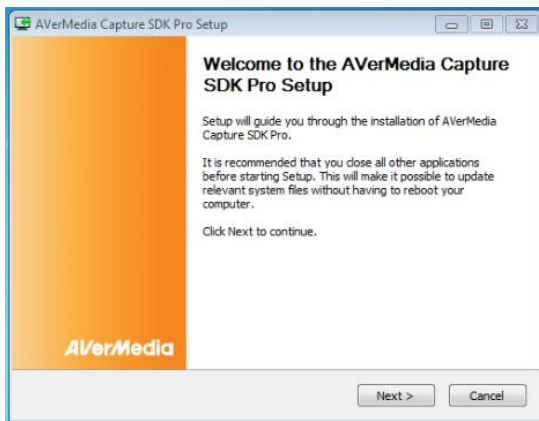 AVerMedia Capture SDK Pro Setup
Welcome to the AVerMedia Capture
SDK Pro Setup
Setup will guide you through the installation of AVerMedia
Capture SDK Pro.
It is recommended that you close all other applications
before starting Setup. This will make it possible to update
relevant system files without having to reboot your
computer.
Click Next to continue.
AVerMedia
Next >
Cancel